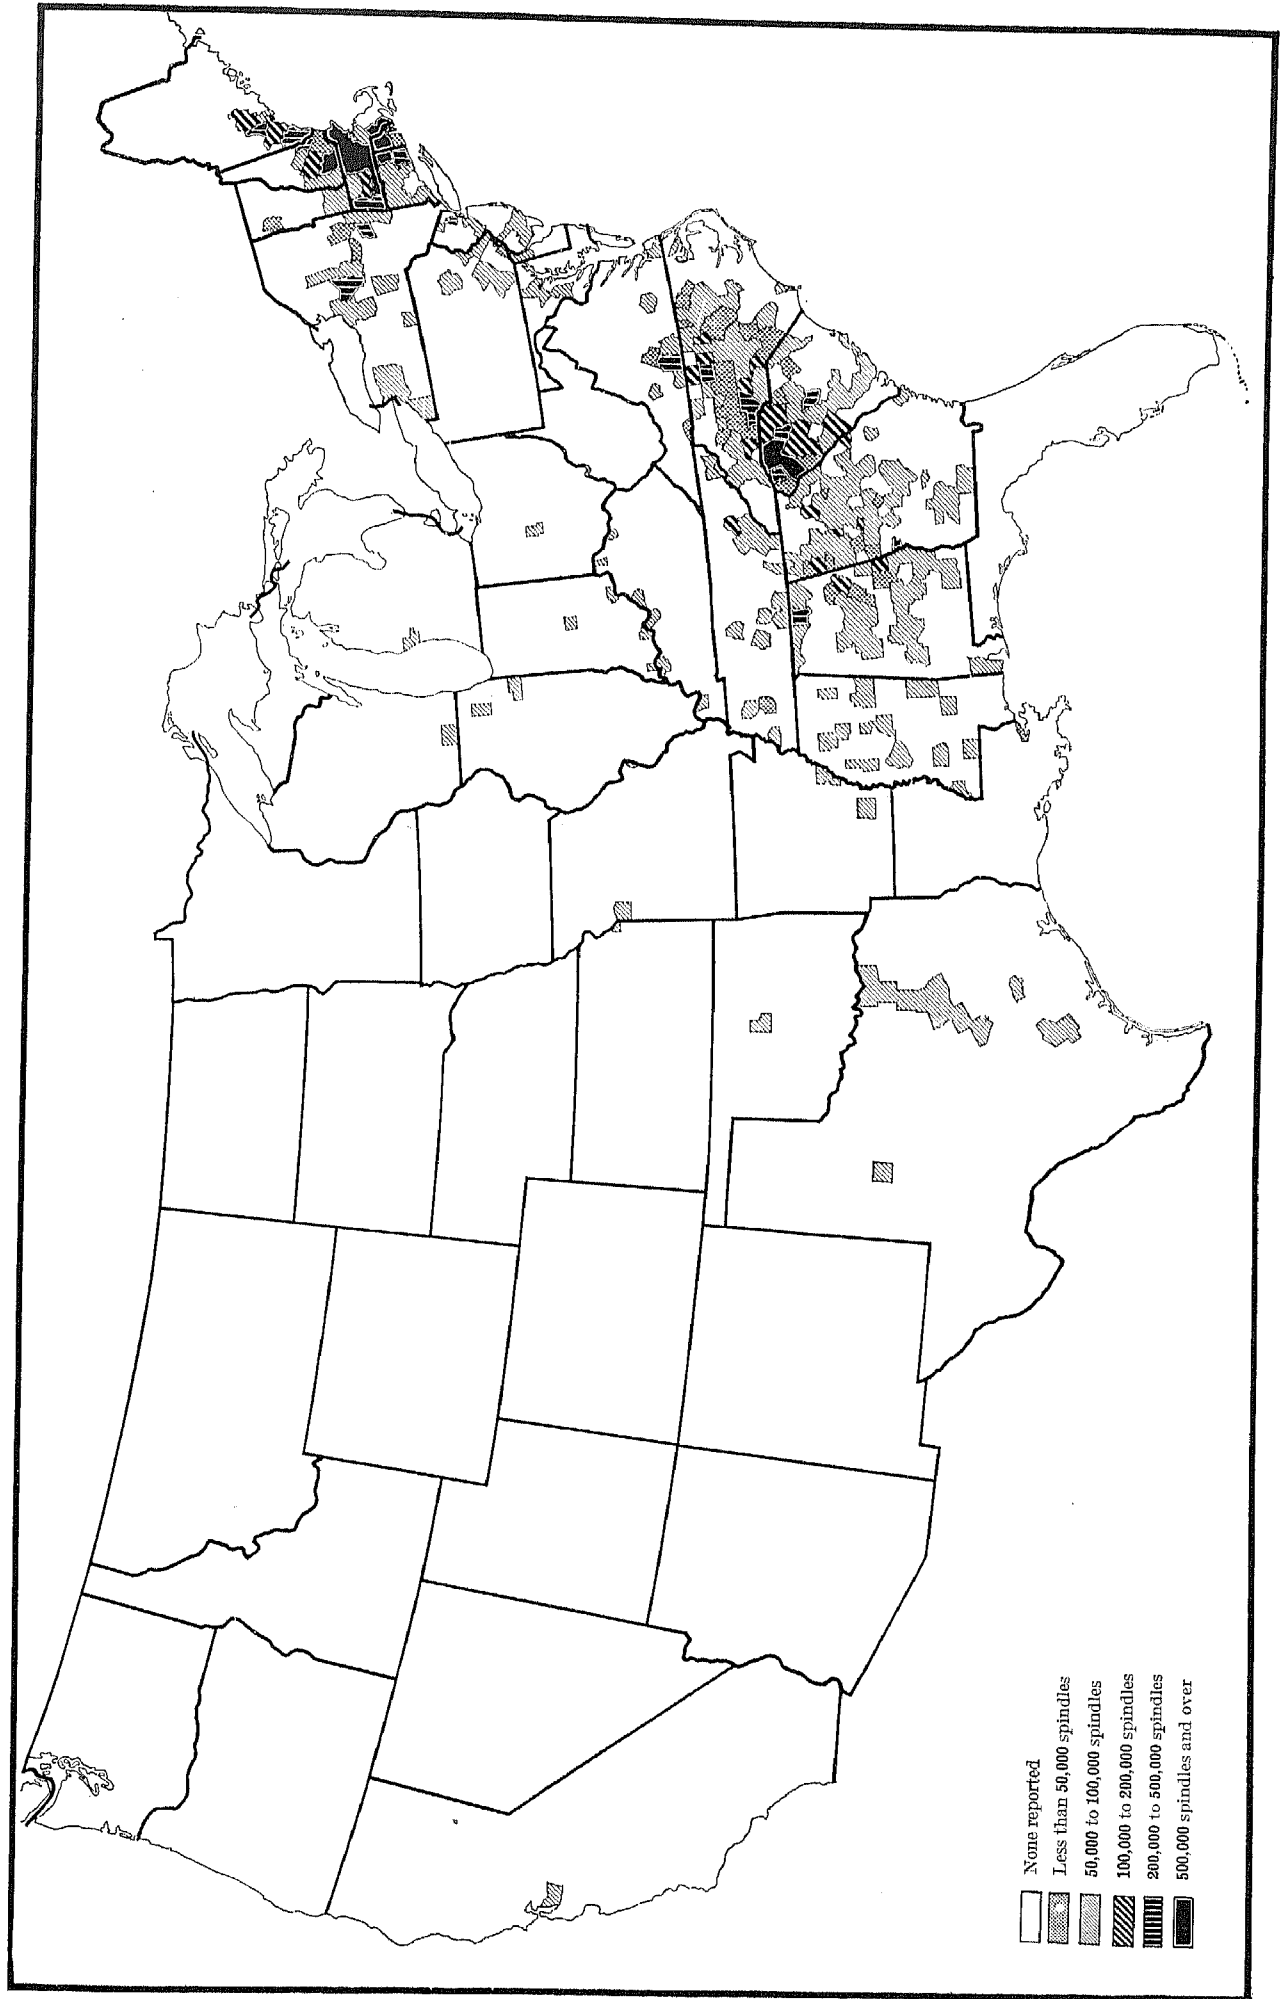 None reported
Less than 50,000 spindles
50,000 to 100,000 spindles
100,000 to 200,000 spindles
200,000 to 500,000 spindles
500,000 spindles and over